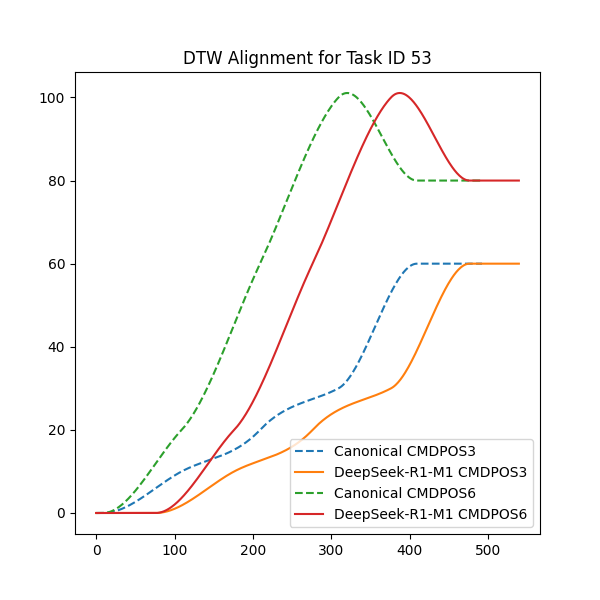 DTW Alignment for Task ID 53
100
80
60
40
20
0
0 100 200 300 400 500
Canonical CMDPOS3
DeepSeek-R1-M1 CMDPOS3
Canonical CMDPOS6
DeepSeek-R1-M1 CMDPOS6